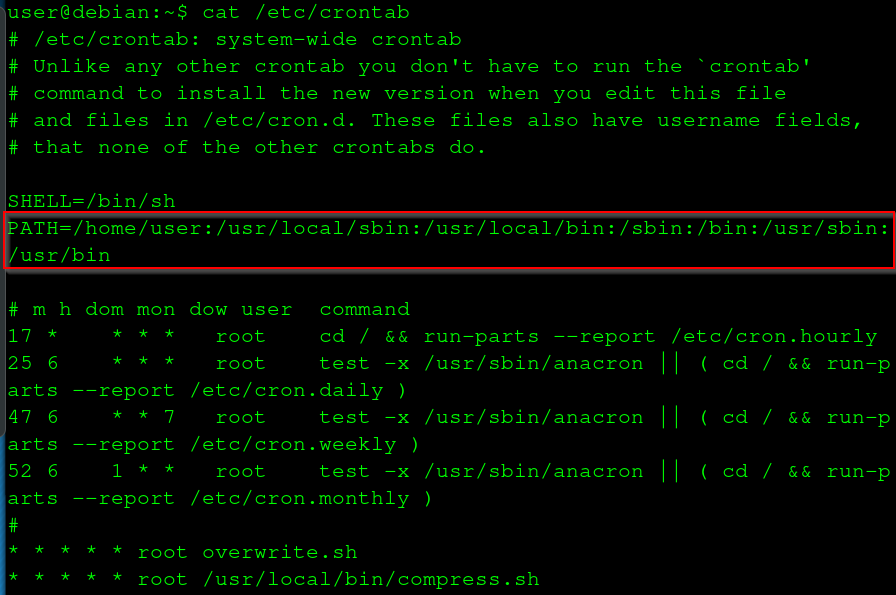 user@debian:~$ cat /etc/crontab
# /etc/crontab: system-wide crontab
# Unlike any other crontab you don't have to run the `crontab'
# command to install the new version when you edit this file
# and files in /etc/cron.d. These files also have username fields,
# that none of the other crontabs do.

SHELL=/bin/sh
PATH=/home/user:/usr/local/sbin:/usr/local/bin:/sbin:/bin:/usr/sbin:
/usr/bin

# m h dom mon dow user  command
17 *    * * *   root    cd / && run-parts --report /etc/cron.hourly
25 6    * * *   root    test -x /usr/sbin/anacron || ( cd / && run-p
arts --report /etc/cron.daily )
47 6    * * 7   root    test -x /usr/sbin/anacron || ( cd / && run-p
arts --report /etc/cron.weekly )
52 6    1 * *   root    test -x /usr/sbin/anacron || ( cd / && run-p
arts --report /etc/cron.monthly )
#
* * * * * root overwrite.sh
* * * * * root /usr/local/bin/compress.sh